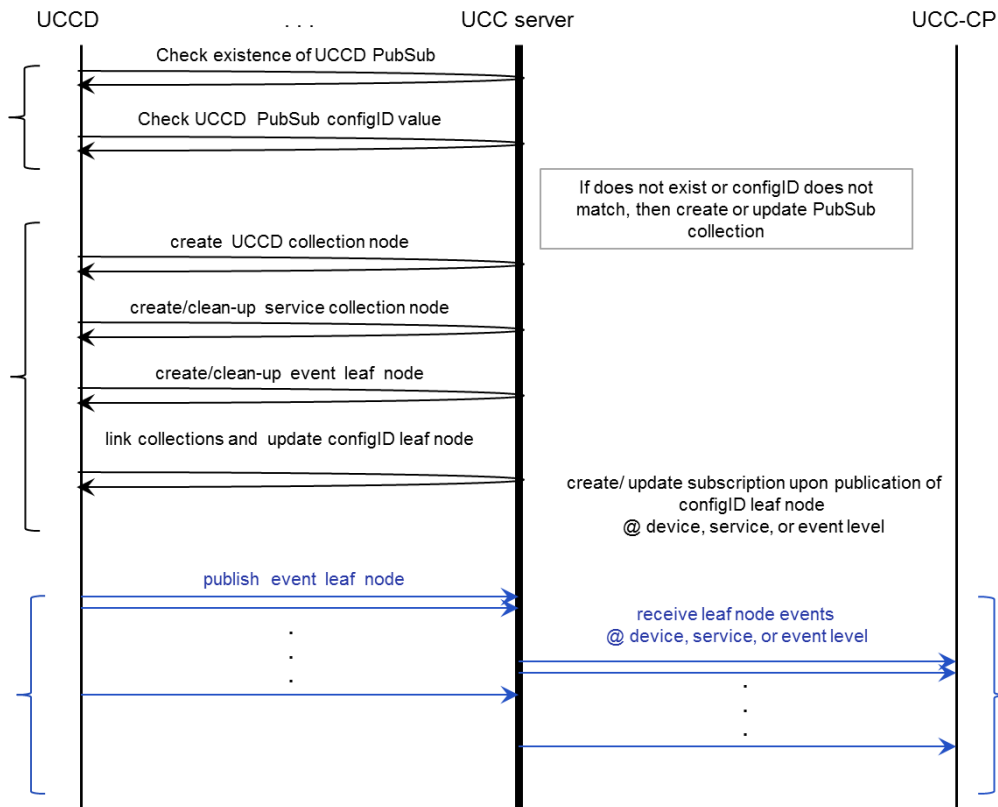 UCCD
. . .
UCC server
UCC-CP
Check existence of UCCD PubSub
Check UCCD PubSub configID value
If does not exist or configID does not
match, then create or update PubSub
collection
create UCCD collection node
create/clean-up service collection node
create/clean-up event leaf node
link collections and update configID leaf node
create/ update subscription upon publication of
configID leaf node
@ device, service, or event level
publish event leaf node
receive leaf node events
@ device, service, or event level
.
.
.
.
.
.